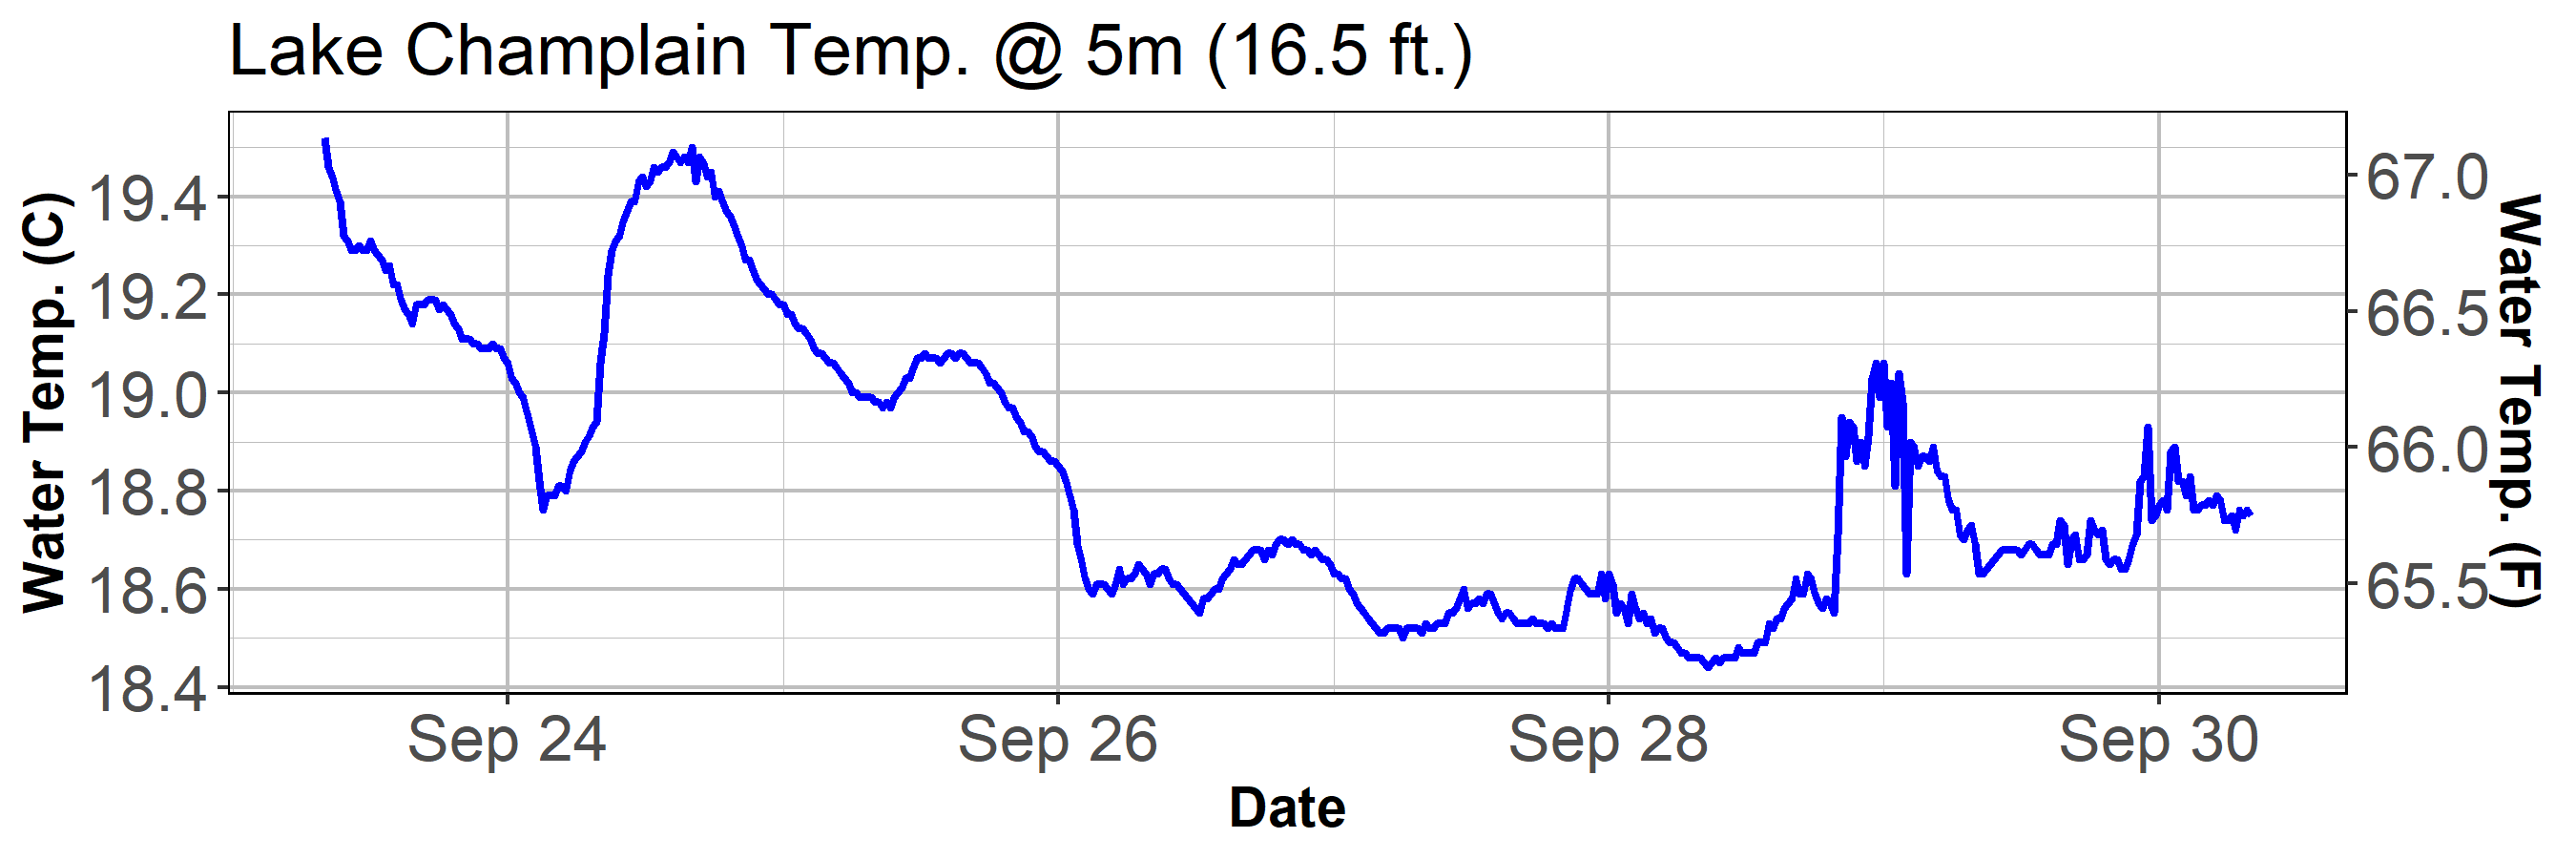 Lake Champlain Temp. @ 5m (16.5 ft.)
Water Temp. (C)
19.4
19.2
19.0
18.8
18.6
18.4
67.0
66.5
66.0
65.5
Water Temp. (F)
Sep 24 Sep 26 Sep 28 Sep 30
Date